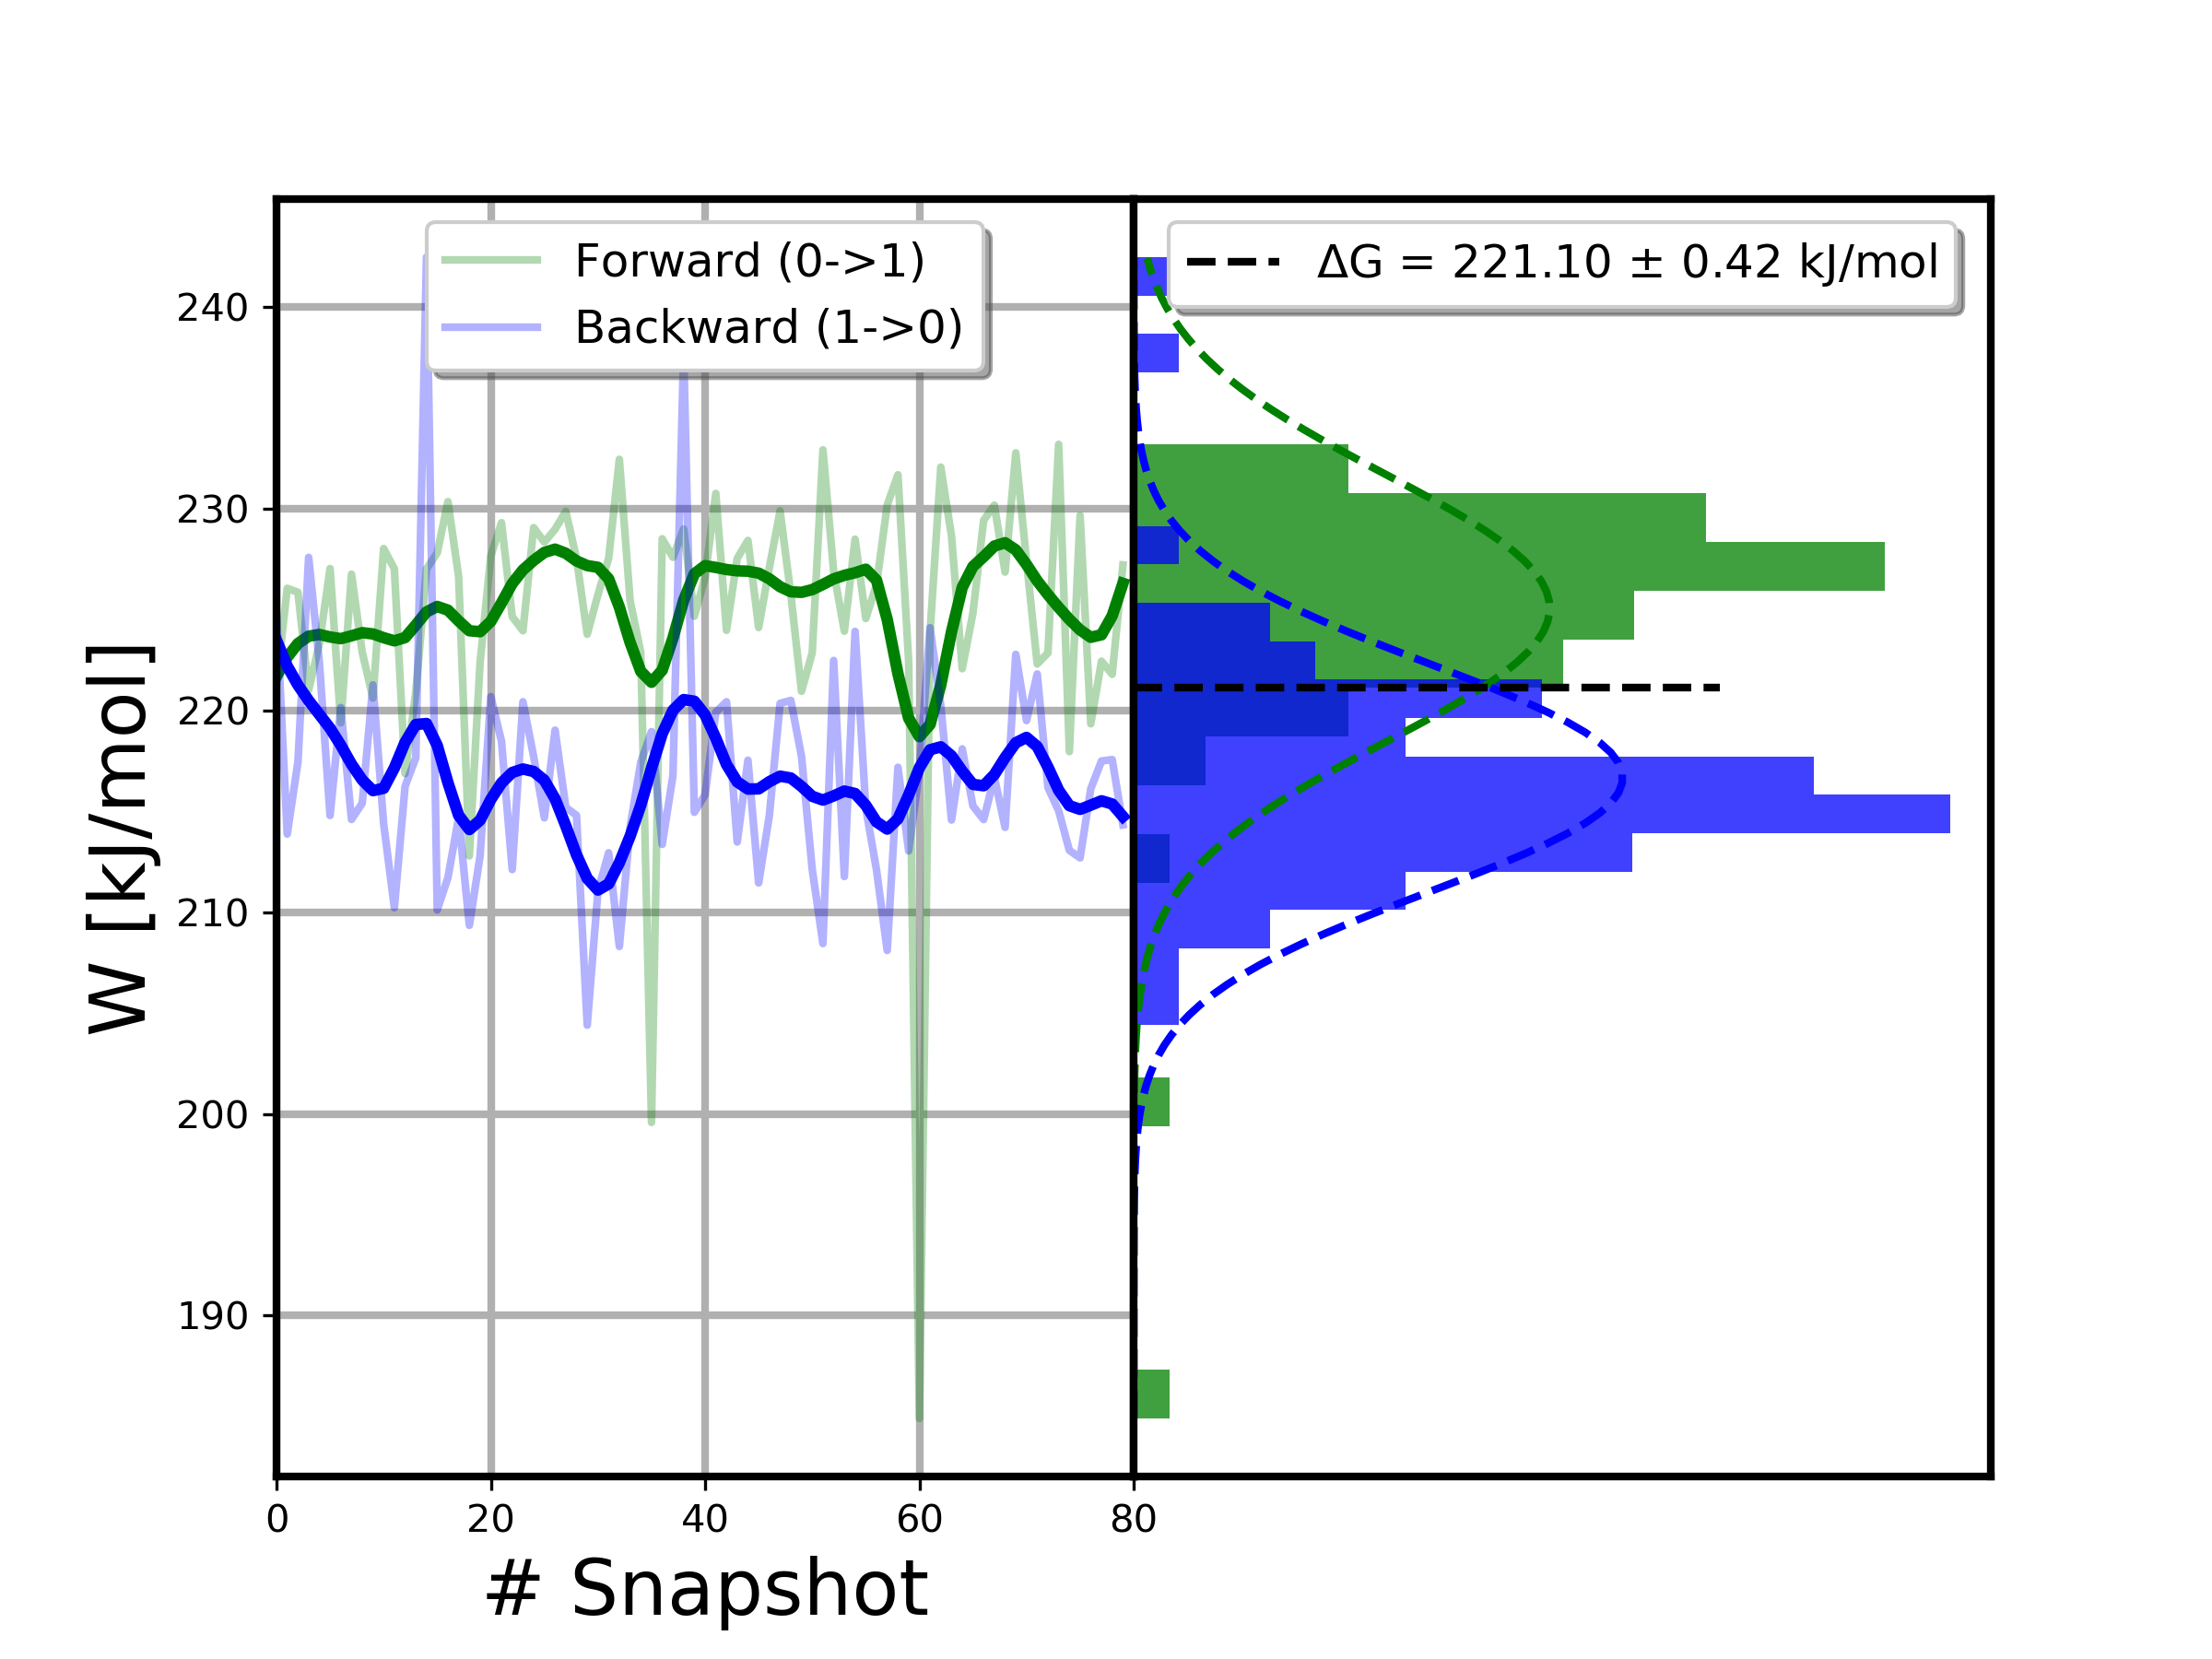 Forward (0->1)
Backward (1->0)
ΔG = 221.10 ± 0.42 kJ/mol
W [kJ/mol]
240
230
220
210
200
190
0
20
40
60
80
# Snapshot